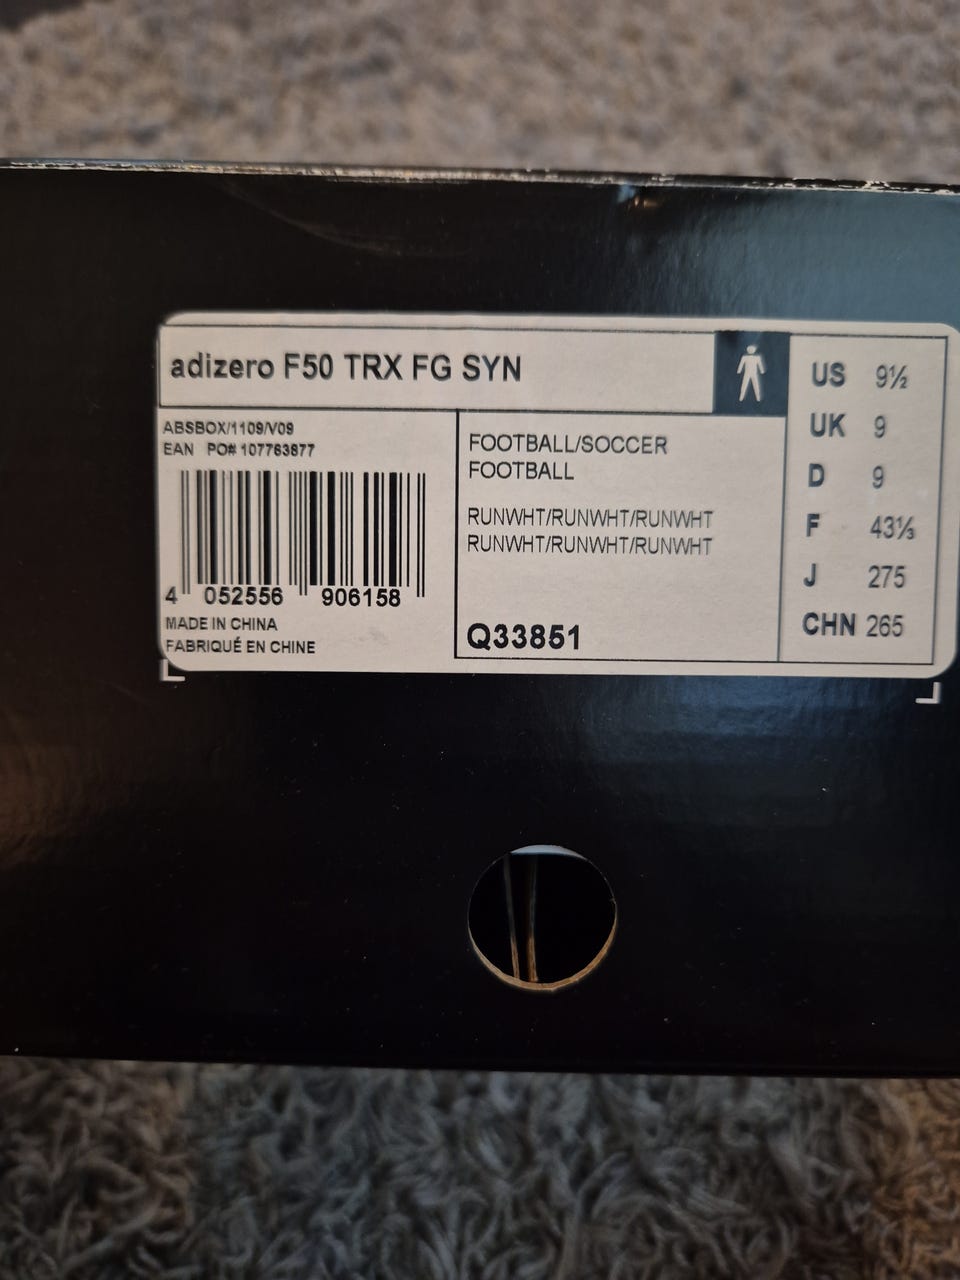 adizero F50 TRX FG SYN
ABSBOX/1109/V09
EAN PO# 107763877
4 052556 906158
MADE IN CHINA
FABRIQUÉ EN CHINE
FOOTBALL/SOCCER
FOOTBALL
RUNWHT/RUNWHT/RUNWHT
RUNWHT/RUNWHT/RUNWHT
Q33851
US 9½
UK 9
D 9
F 43⅓
J 275
CHN 265